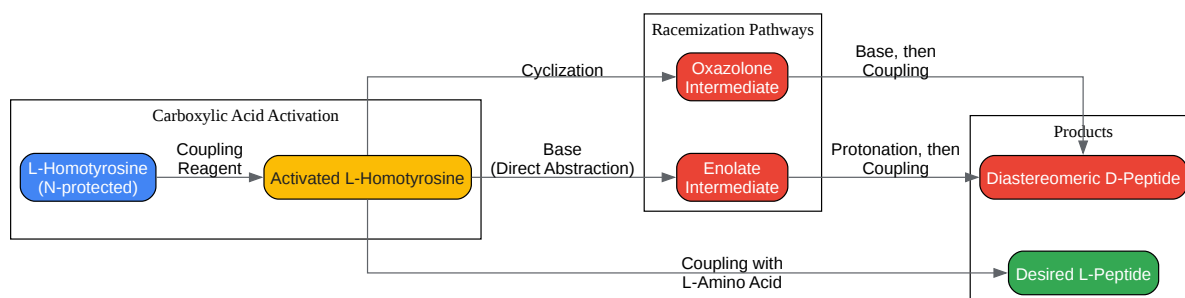 Racemization Pathways
Oxazolone
Intermediate
Cyclization
Base, then
Coupling
Carboxylic Acid Activation
L-Homotyrosine
(N-protected)
Coupling
Reagent
Activated L-Homotyrosine
Base
(Direct Abstraction)
Enolate
Intermediate
Protonation, then
Coupling
Products
Diastereomeric D-Peptide
Coupling with
L-Amino Acid
Desired L-Peptide